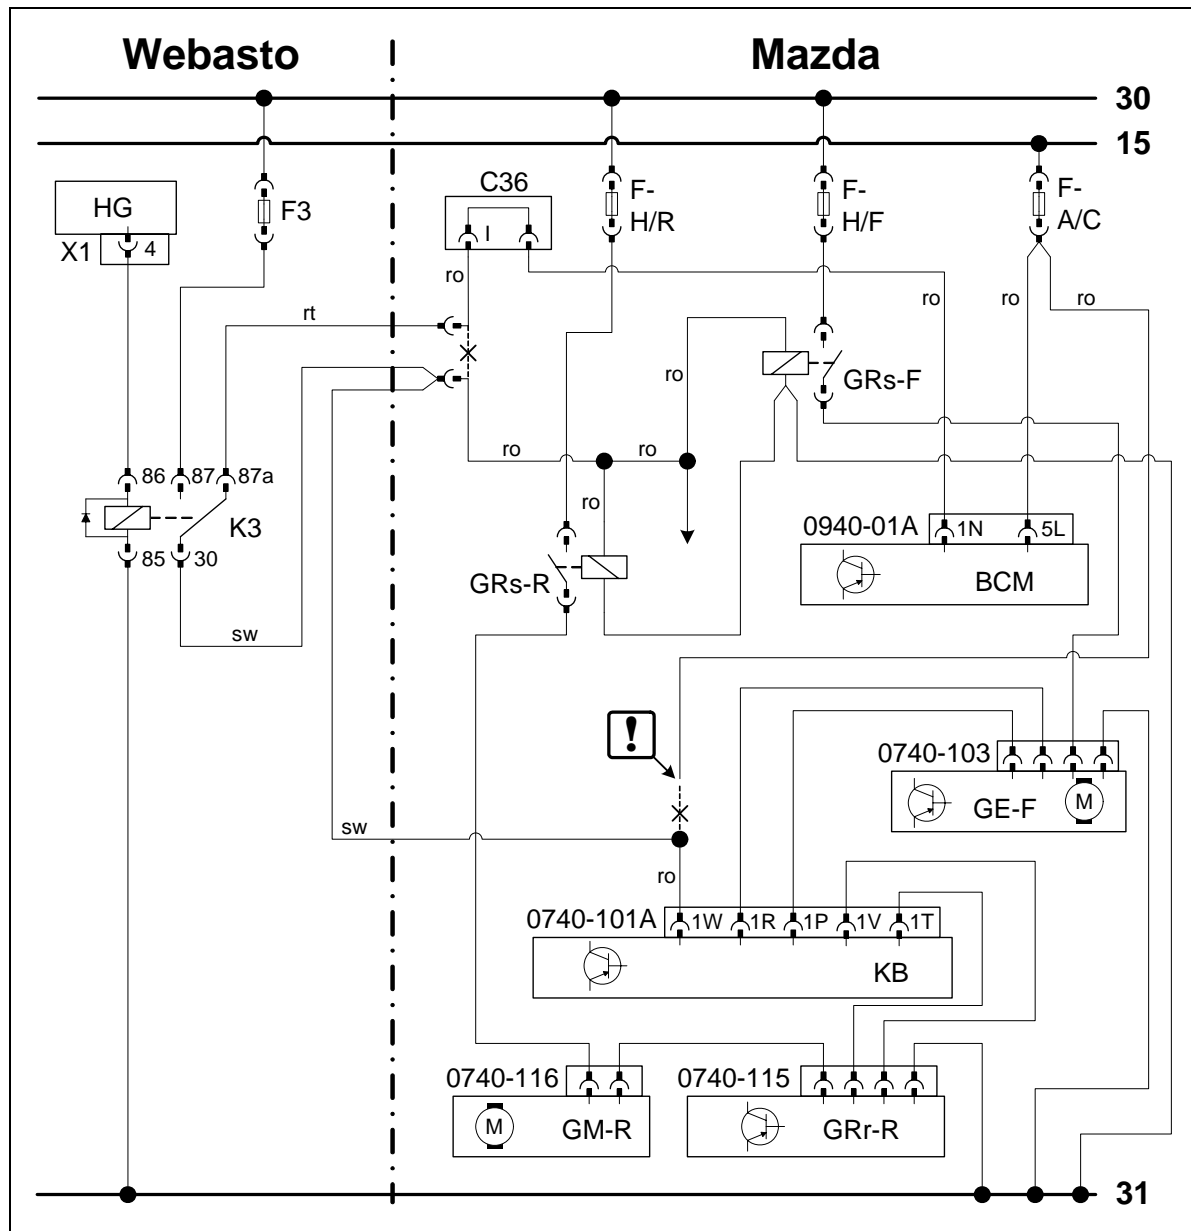 Webasto
Mazda
30
15
HG
X1
4
F3
C36
I
F-
H/R
F-
H/F
F-
A/C
ro
ro
ro
ro
rt
ro
GRs-F
ro
ro
ro
86
87
87a
K3
85
30
GRs-R
0940-01A
1N
5L
BCM
sw
!
0740-103
GE-F
M
sw
ro
0740-101A
1W
1R
1P
1V
1T
KB
0740-116
M
GM-R
0740-115
GRr-R
31